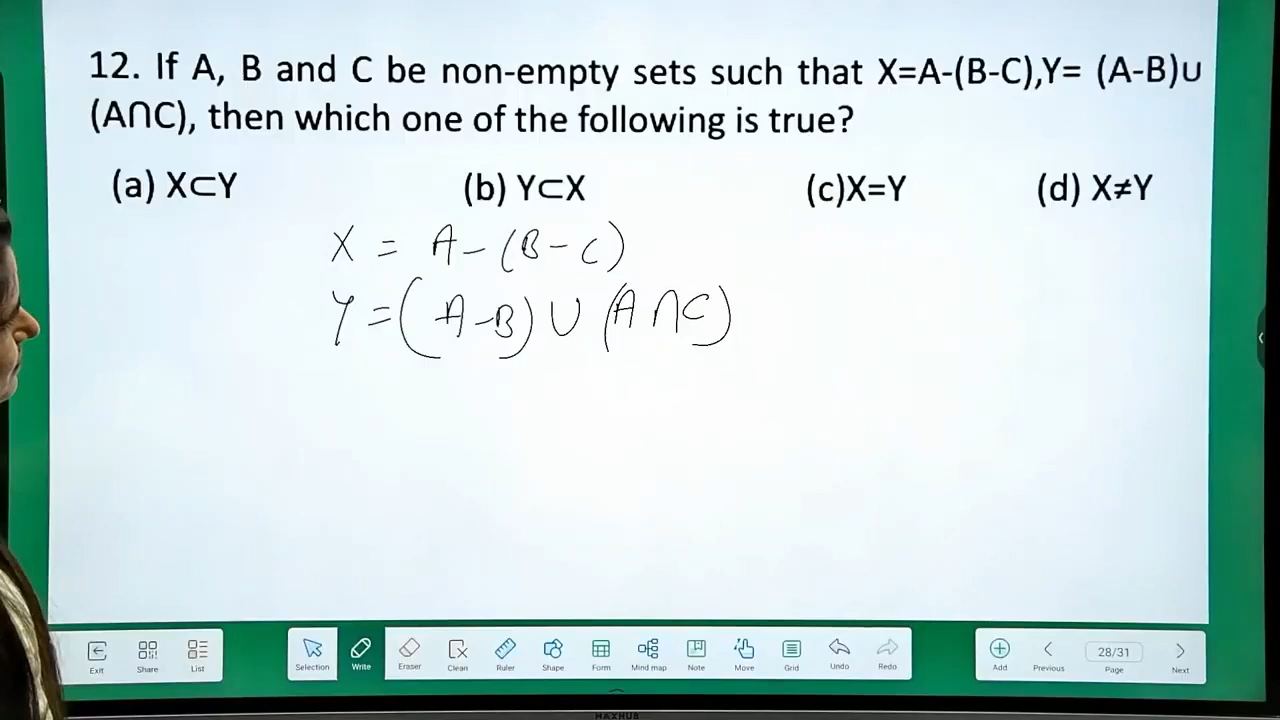 12. If A, B and C be non-empty sets such that X=A-(B-C),Y= (A-B)∪
(A∩C), then which one of the following is true?
(a) X⊂Y (b) Y⊂X (c)X=Y (d) X≠Y
X = A-(B-C)
Y=(A-B)∪(A∩C)
Exit Share List Selection Write Eraser Clean Ruler Shape Form Mind map Note Move Grid Undo Redo Add Previous 28/31 Page Next
MAXHUB